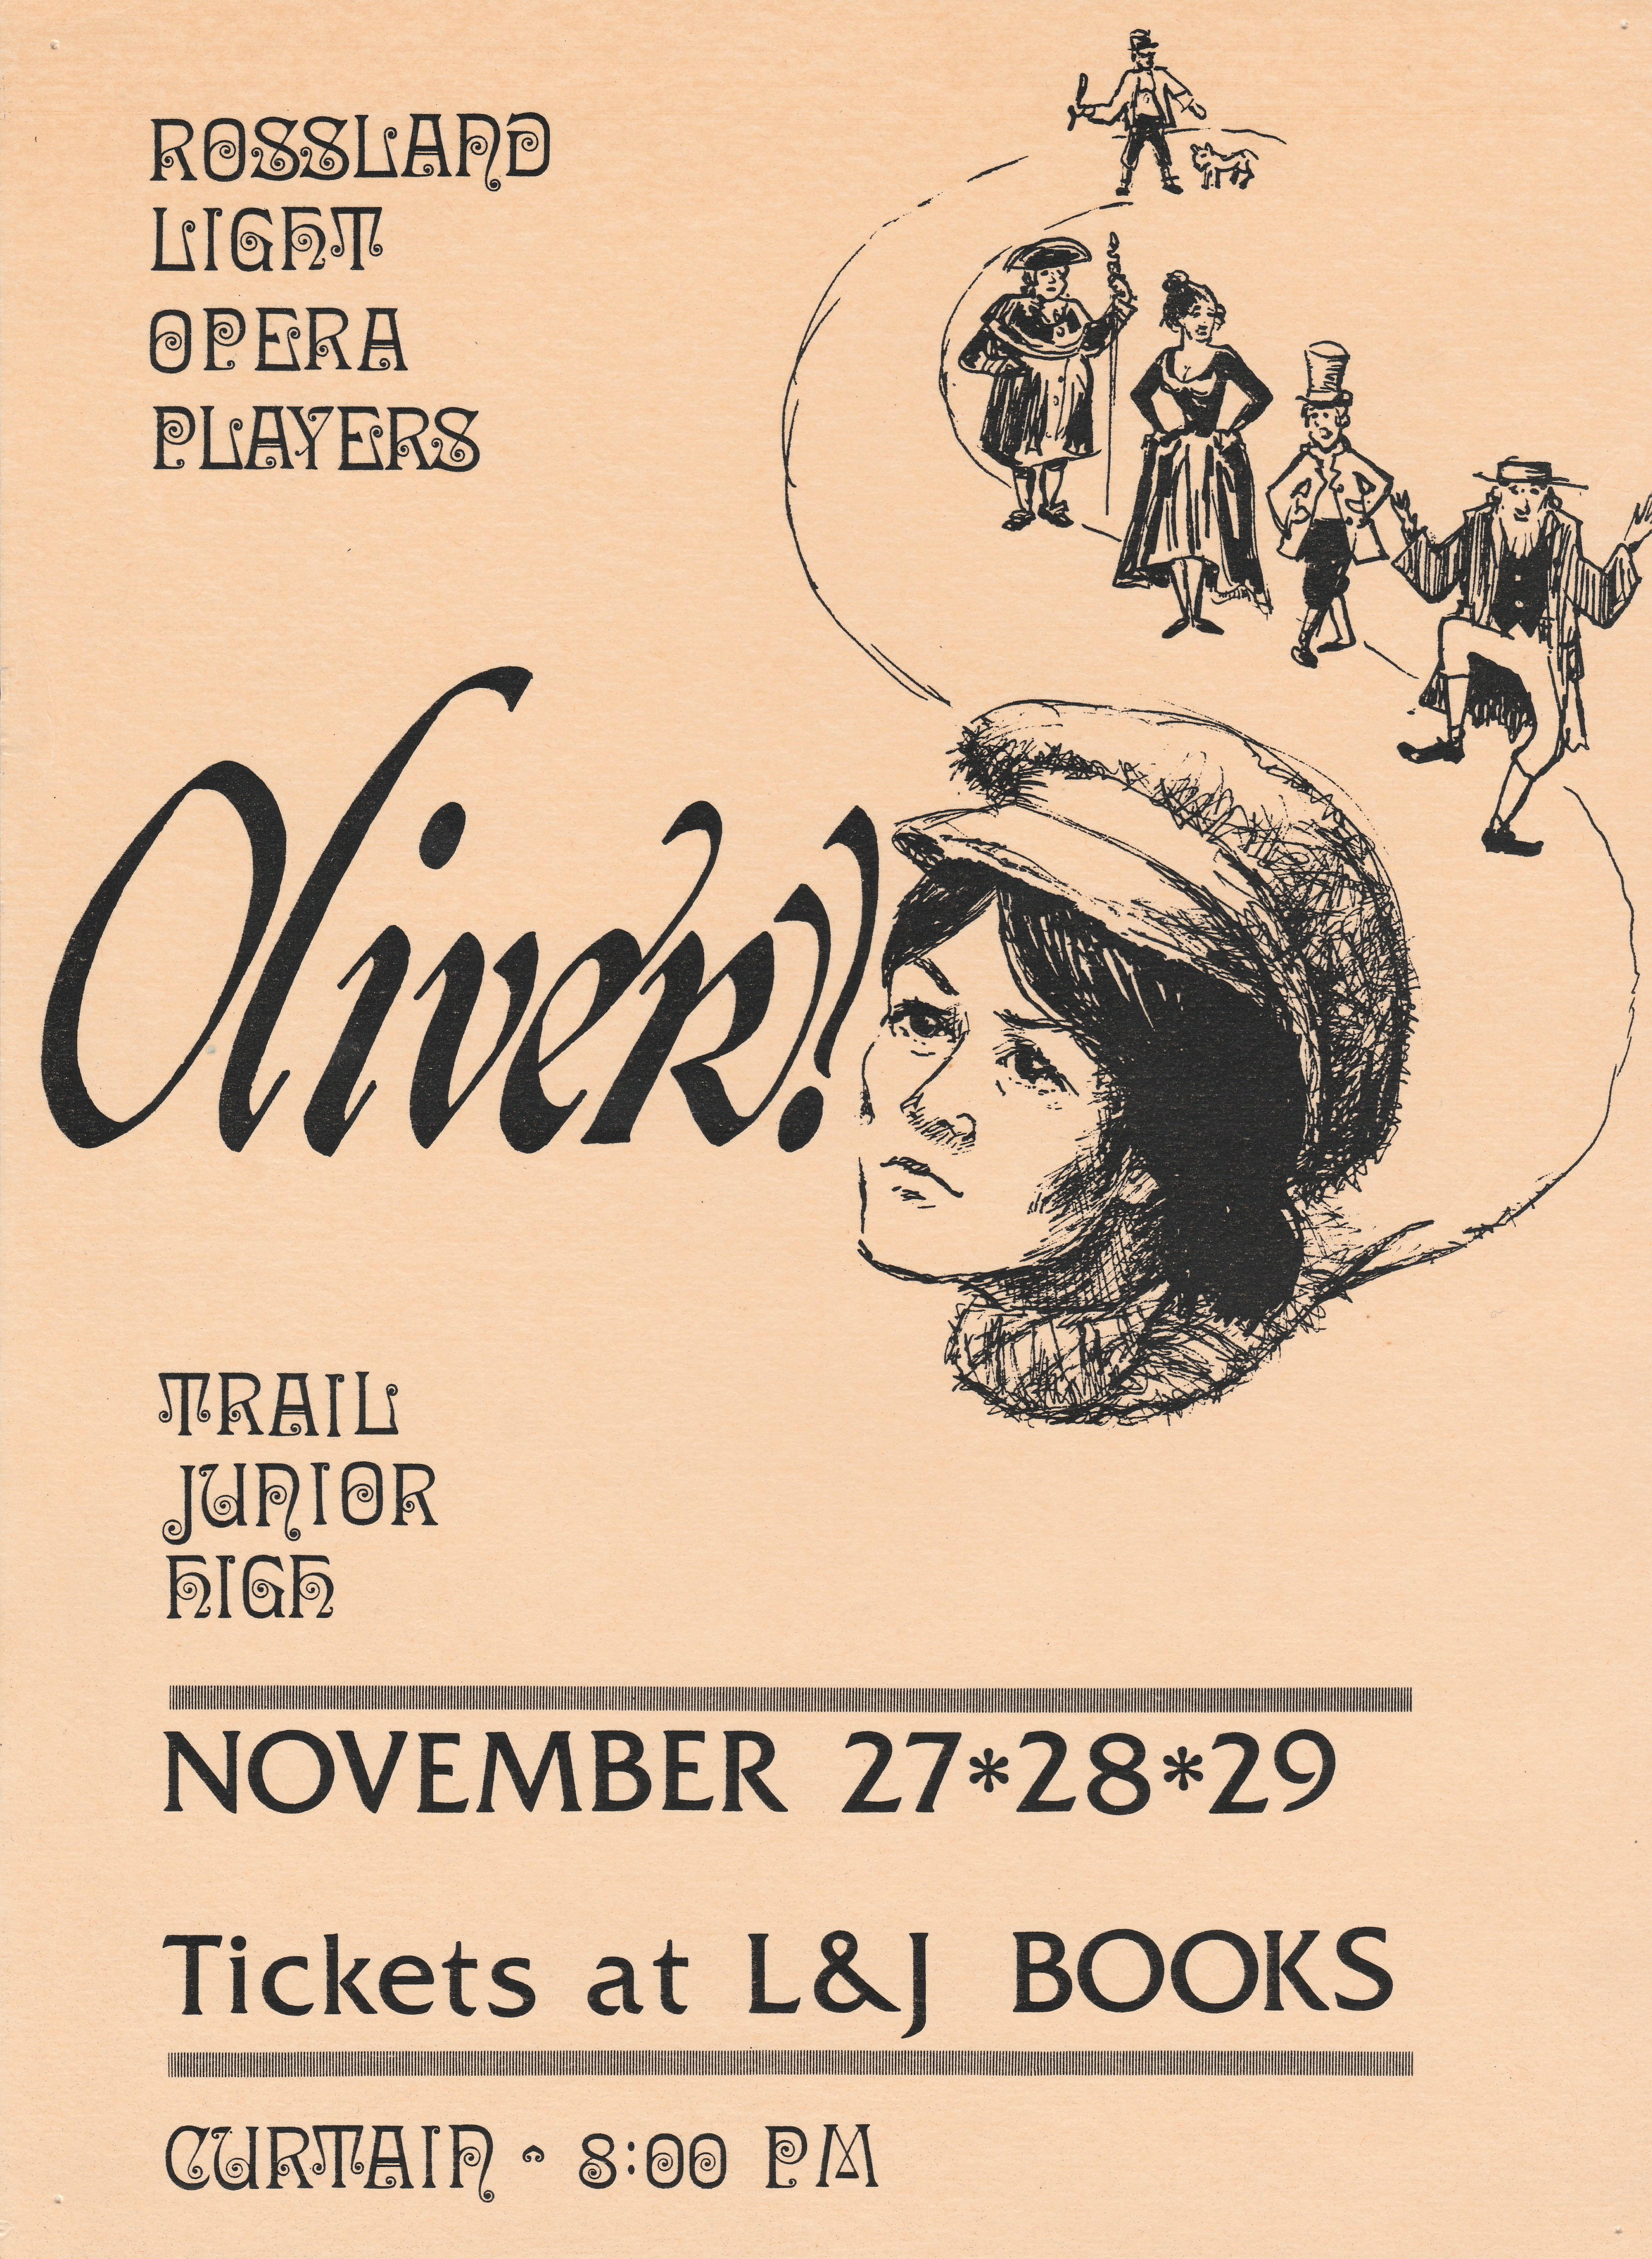 ROSSLAND
LIGHT
OPERA
PLAYERS
Oliver!
TRAIL
JUNIOR
HIGH
NOVEMBER 27*28*29
Tickets at L&J BOOKS
CURTAIN - 8:00 PM